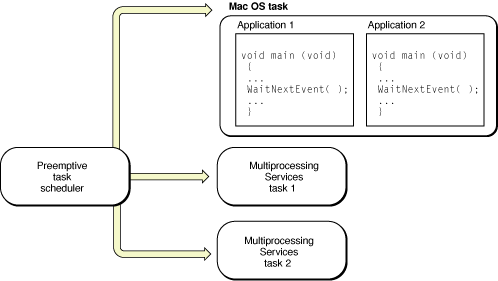 Mac OS task
Application 1
void main (void)
{
...
WaitNextEvent( );
...
}
Application 2
void main (void)
{
...
WaitNextEvent( );
...
}
Preemptive
task
scheduler
Multiprocessing
Services
task 1
Multiprocessing
Services
task 2